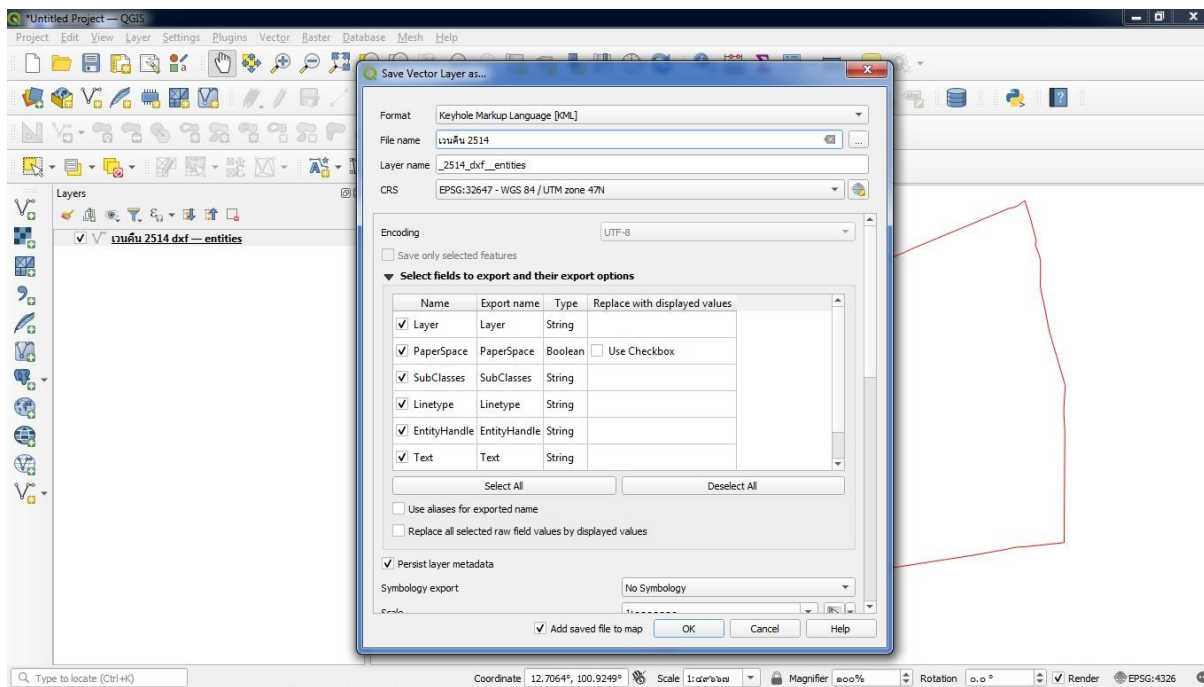 *Untitled Project — QGIS
Project Edit View Layer Settings Plugins Vector Raster Database Mesh Help
Save Vector Layer as...
Format Keyhole Markup Language [KML]
File name เวนคืน 2514
Layer name _2514_dxf__entities
CRS EPSG:32647 - WGS 84 / UTM zone 47N
Layers
เวนคืน 2514 dxf — entities
Encoding UTF-8
Save only selected features
Select fields to export and their export options
Name Export name Type Replace with displayed values
Layer Layer String
PaperSpace PaperSpace Boolean Use Checkbox
SubClasses SubClasses String
Linetype Linetype String
EntityHandle EntityHandle String
Text Text String
Select All Deselect All
Use aliases for exported name
Replace all selected raw field values by displayed values
Persist layer metadata
Symbology export No Symbology
Add saved file to map OK Cancel Help
Type to locate (Ctrl+K) Coordinate 12.7064°, 100.9249° Scale Magnifier ๑๐๐% Rotation ๐.๐ ° Render EPSG:4326